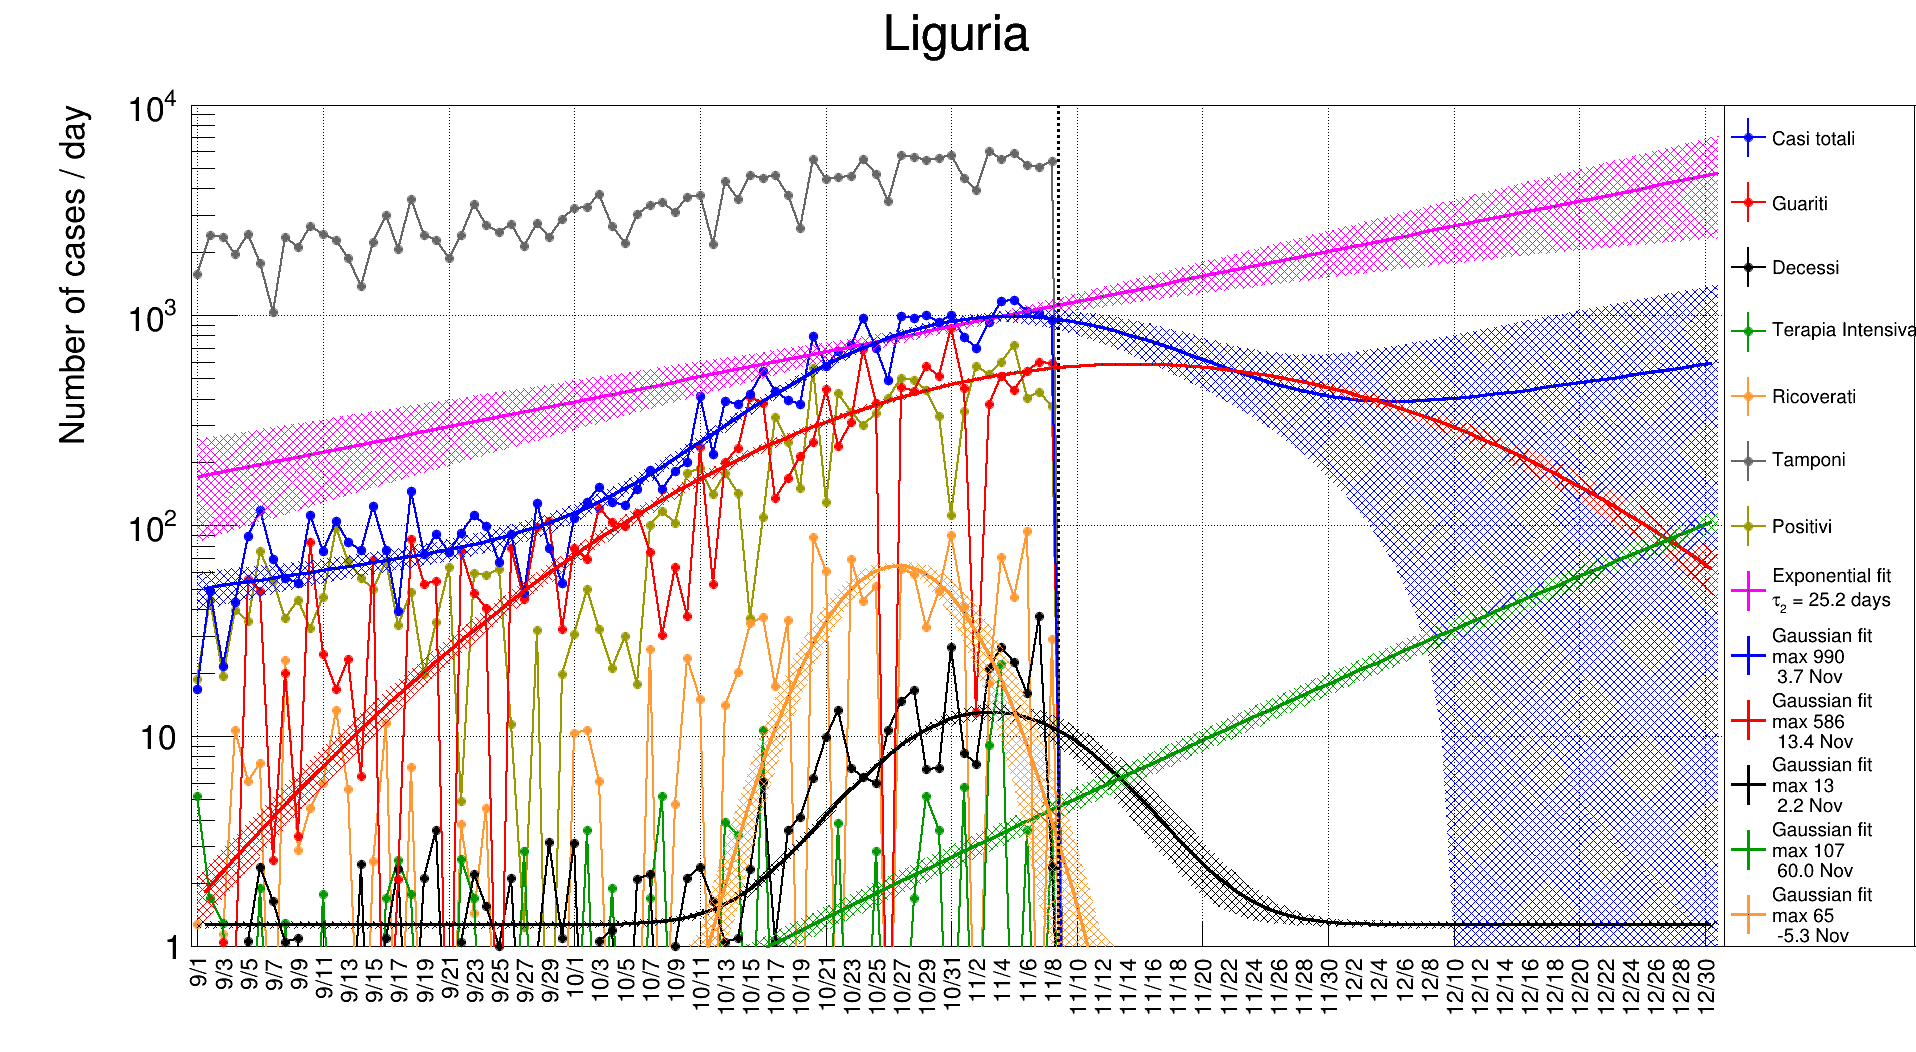 Liguria
Number of cases / day
10^4
10^3
10^2
10
1
9/1
9/3
9/5
9/7
9/9
9/11
9/13
9/15
9/17
9/19
9/21
9/23
9/25
9/27
9/29
10/1
10/3
10/5
10/7
10/9
10/11
10/13
10/15
10/17
10/19
10/21
10/23
10/25
10/27
10/29
10/31
11/2
11/4
11/6
11/8
11/10
11/12
11/14
11/16
11/18
11/20
11/22
11/24
11/26
11/28
11/30
12/2
12/4
12/6
12/8
12/10
12/12
12/14
12/16
12/18
12/20
12/22
12/24
12/26
12/28
12/30
Casi totali
Guariti
Decessi
Terapia Intensiva
Ricoverati
Tamponi
Positivi
Exponential fit
τ₂ = 25.2 days
Gaussian fit
max 990
3.7 Nov
Gaussian fit
max 586
13.4 Nov
Gaussian fit
max 13
2.2 Nov
Gaussian fit
max 107
60.0 Nov
Gaussian fit
max 65
-5.3 Nov